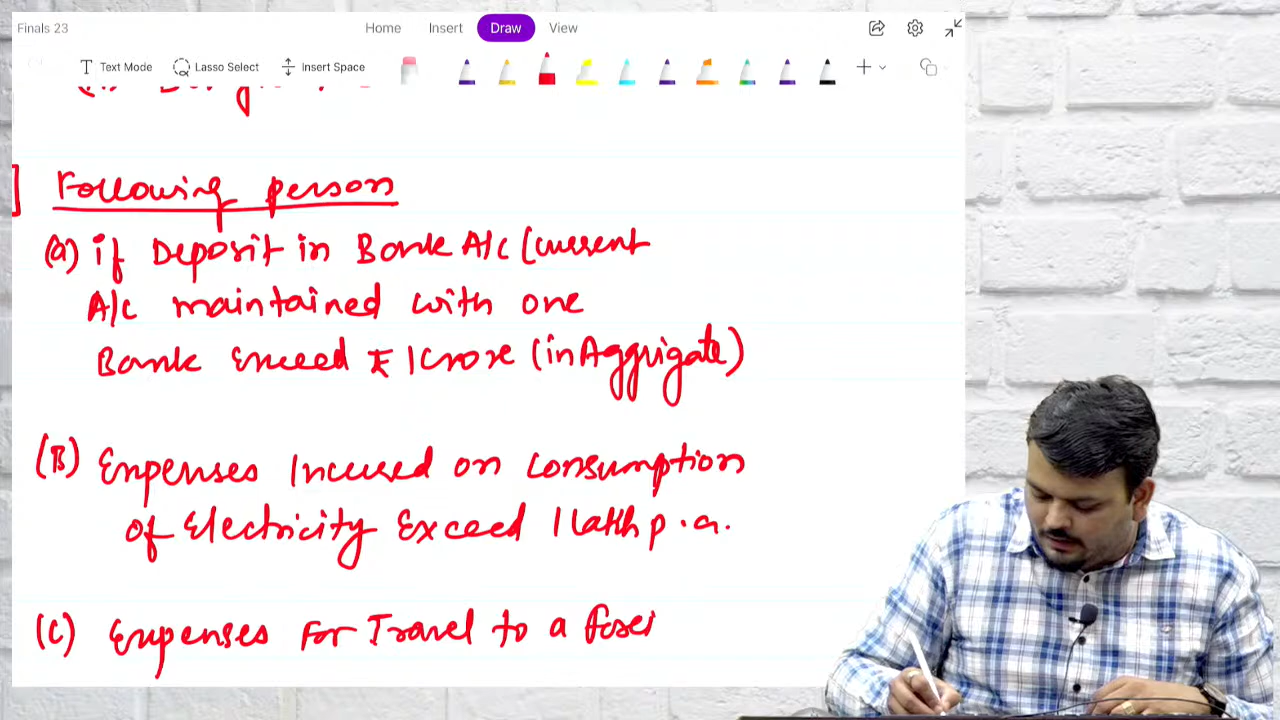 Finals 23
Home Insert Draw View
Text Mode Lasso Select Insert Space
Following person
(a) if Deposit in Bank A/c (current
A/c maintained with one
Bank Exceed ₹ 1 Crore (in Aggrigate)
(B) Expenses Incured on Consumption
of Electricity Exceed 1 lakh p.a.
(C) Expenses For Travel to a Forei